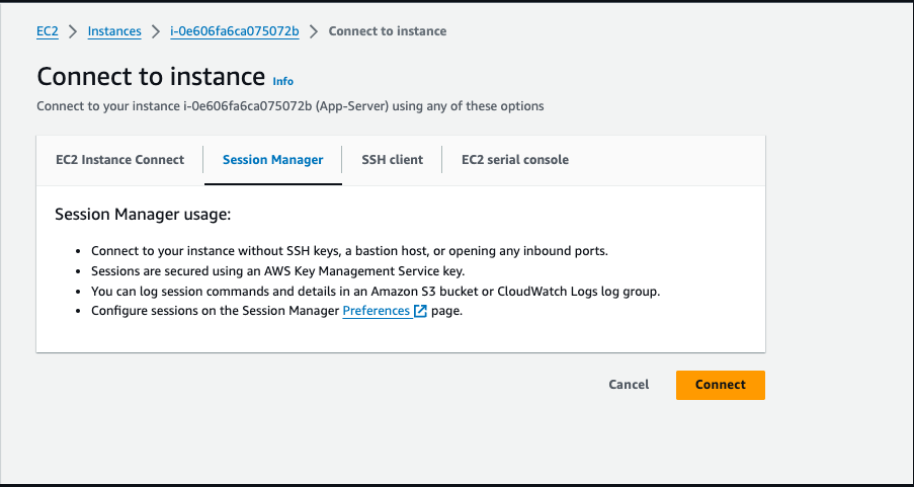 EC2 > Instances > i-0e606fa6ca075072b > Connect to instance
Connect to instance Info
Connect to your instance i-0e606fa6ca075072b (App-Server) using any of these options
EC2 Instance Connect | Session Manager | SSH client | EC2 serial console
Session Manager usage:
• Connect to your instance without SSH keys, a bastion host, or opening any inbound ports.
• Sessions are secured using an AWS Key Management Service key.
• You can log session commands and details in an Amazon S3 bucket or CloudWatch Logs log group.
• Configure sessions on the Session Manager Preferences page.
Cancel Connect